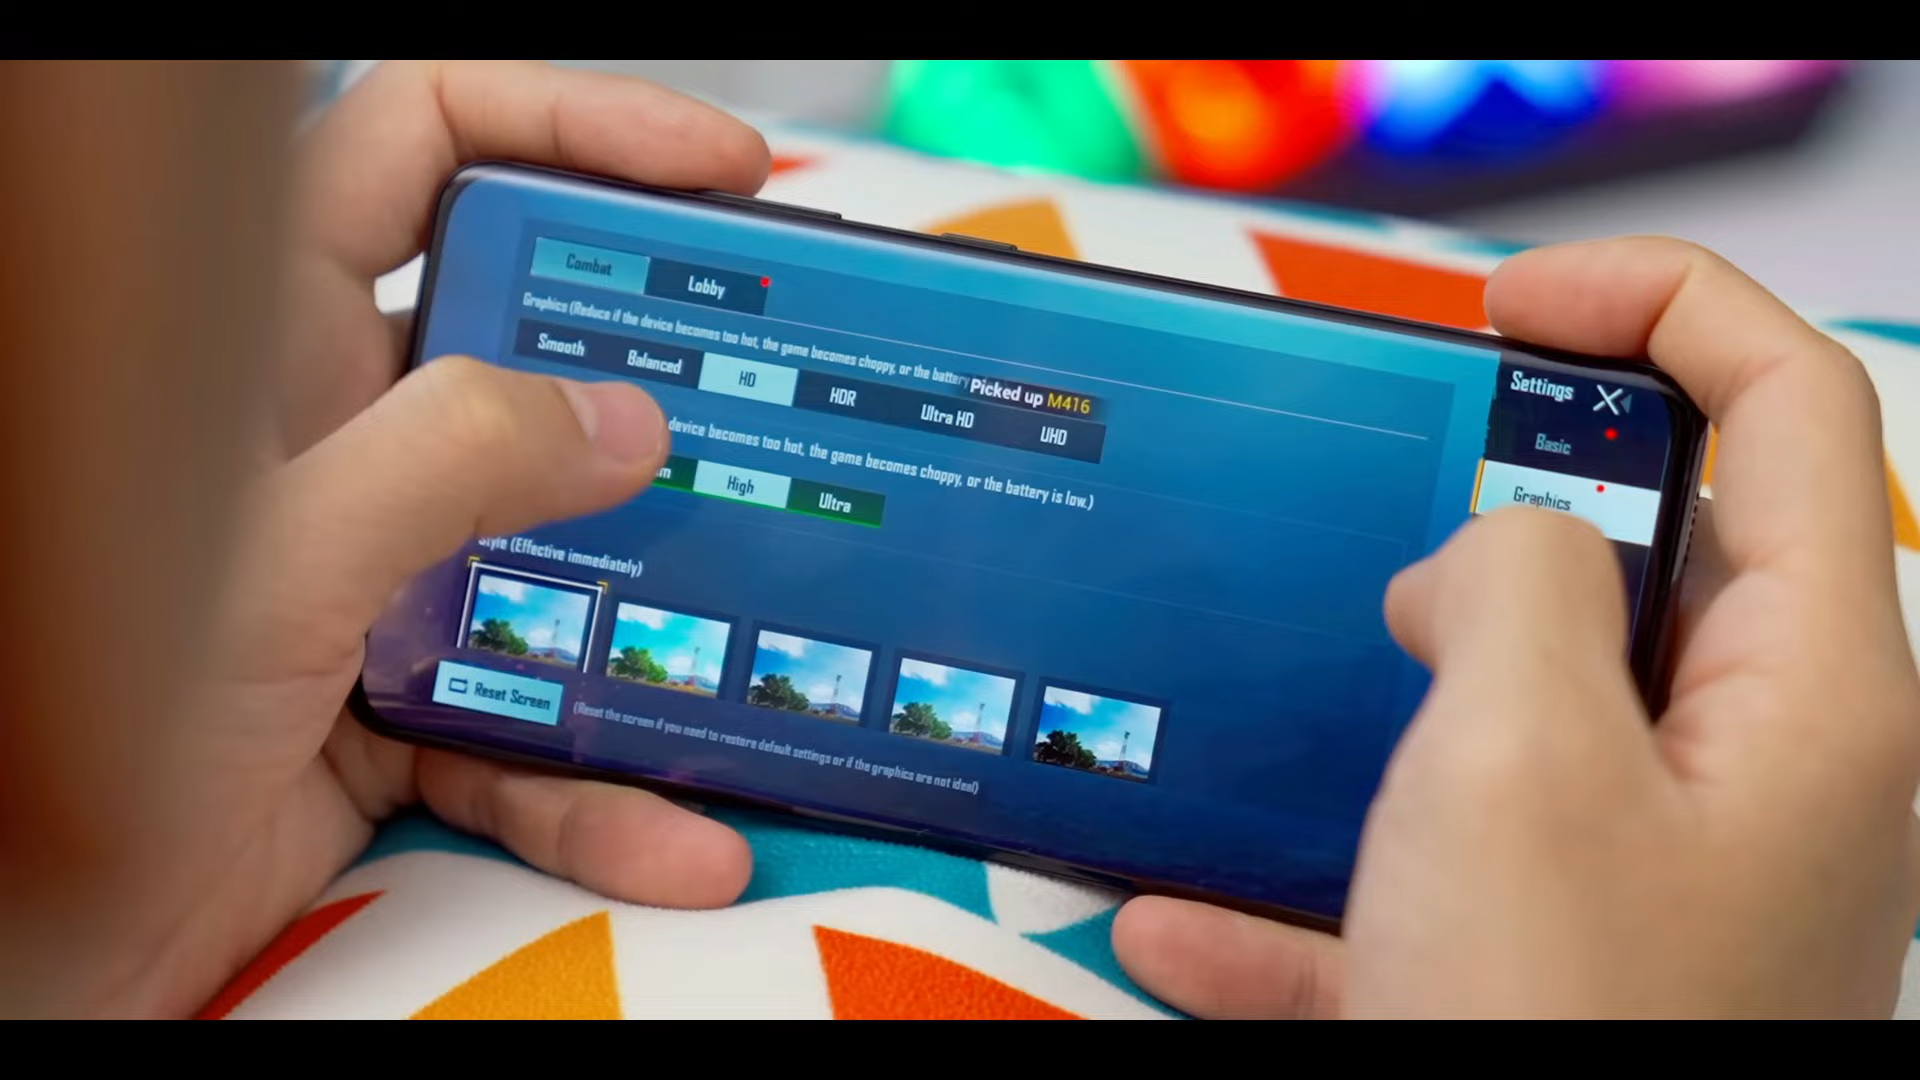 Combat
Lobby
Graphics (Reduce if the device becomes too hot, the game becomes choppy, or the battery
Picked up M416
Smooth
Balanced
HD
HDR
Ultra HD
UHD
device becomes too hot, the game becomes choppy, or the battery is low.)
High
Ultra
Style (Effective immediately)
Reset Screen
(Reset the screen if you need to restore default settings or if the graphics are not ideal)
Settings
Basic
Graphics